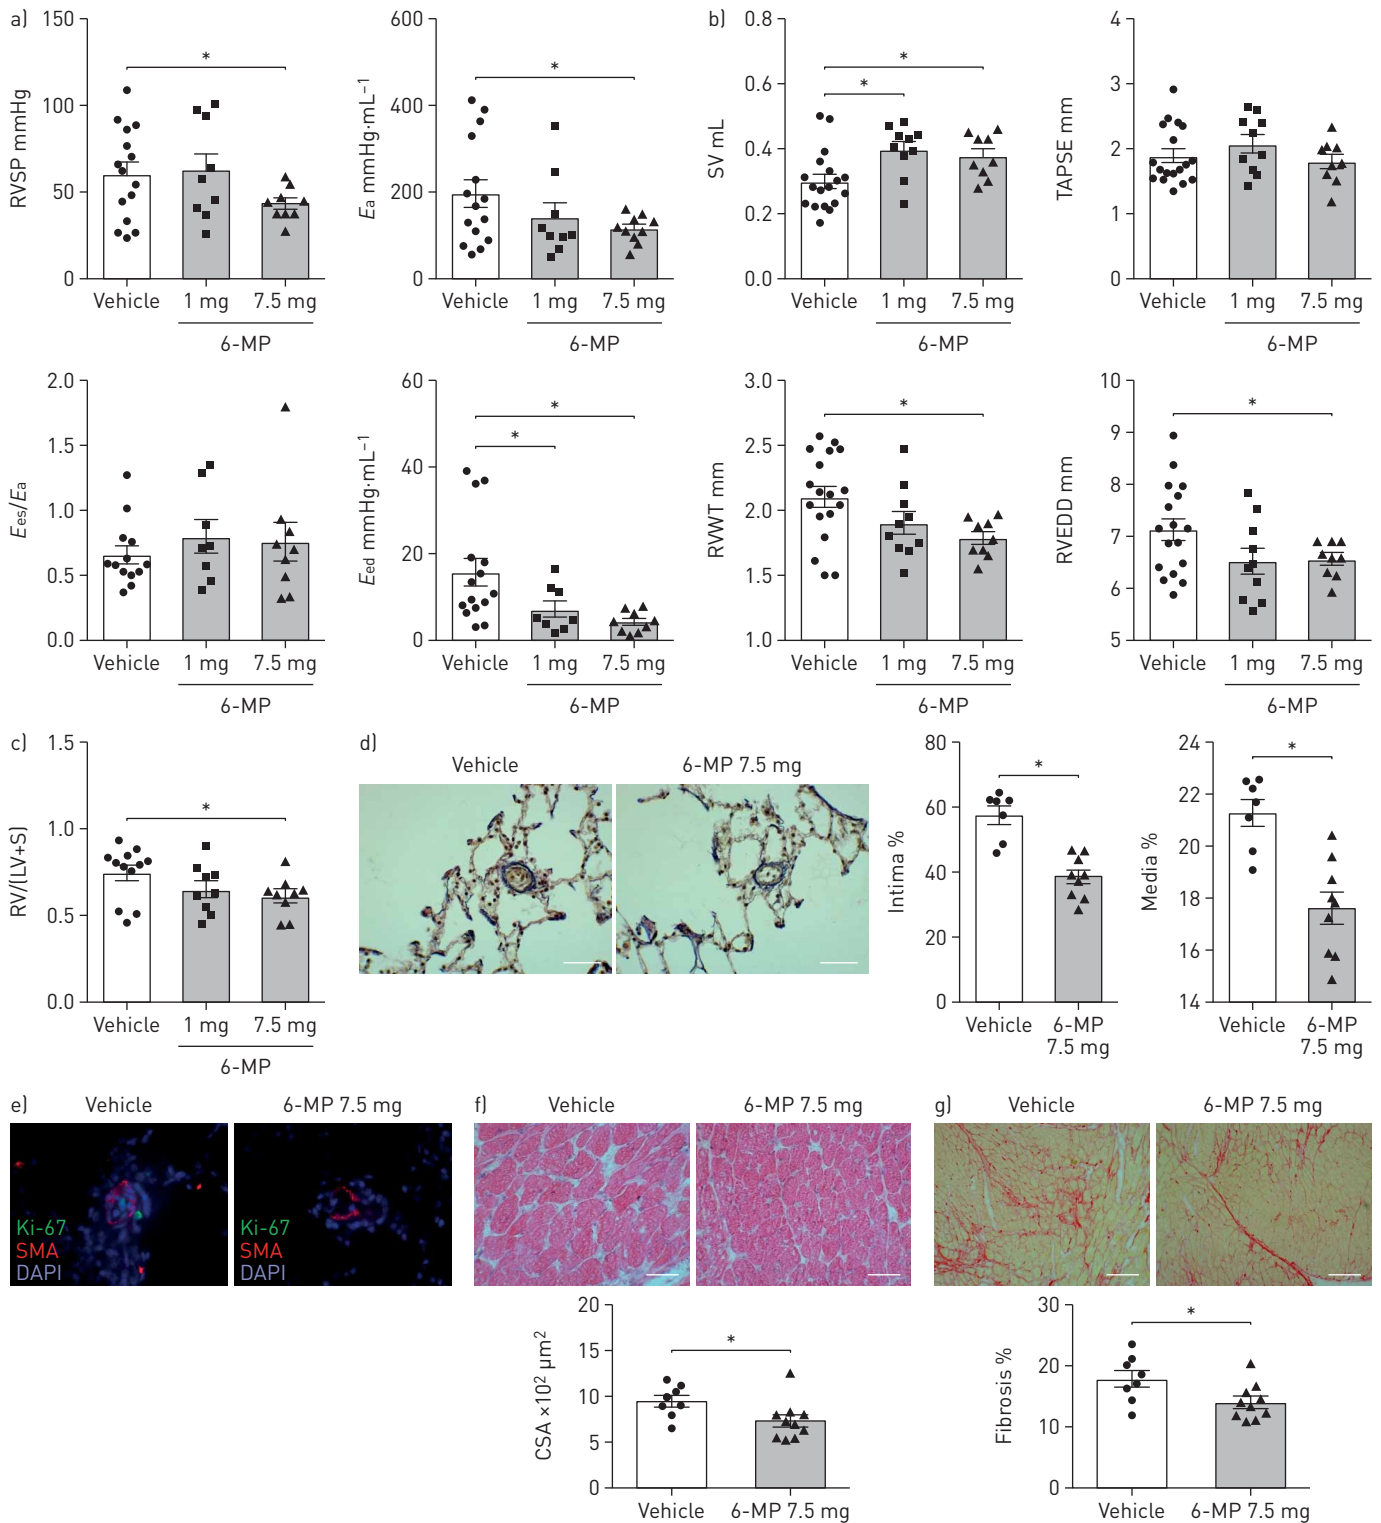 a)
RVSP mmHg
150
100
50
0
*
Vehicle 1 mg 7.5 mg
6-MP
Ea mmHg·mL−1
600
400
200
0
*
Vehicle 1 mg 7.5 mg
6-MP
b)
SV mL
0.8
0.6
0.4
0.2
0.0
*
*
Vehicle 1 mg 7.5 mg
6-MP
TAPSE mm
4
3
2
1
0
Vehicle 1 mg 7.5 mg
6-MP
Ees/Ea
2.0
1.5
1.0
0.5
0.0
Vehicle 1 mg 7.5 mg
6-MP
Eed mmHg·mL−1
60
40
20
0
*
*
Vehicle 1 mg 7.5 mg
6-MP
RVWT mm
3.0
2.5
2.0
1.5
1.0
*
Vehicle 1 mg 7.5 mg
6-MP
RVEDD mm
10
9
8
7
6
5
*
Vehicle 1 mg 7.5 mg
6-MP
c)
RV/(LV+S)
1.5
1.0
0.5
0.0
*
Vehicle 1 mg 7.5 mg
6-MP
d)
Vehicle 6-MP 7.5 mg
Intima %
80
60
40
20
0
*
Vehicle 6-MP
7.5 mg
Media %
24
22
20
18
16
14
*
Vehicle 6-MP
7.5 mg
e)
Vehicle 6-MP 7.5 mg
Ki-67
SMA
DAPI
Ki-67
SMA
DAPI
f)
Vehicle 6-MP 7.5 mg
CSA ×10² μm²
20
15
10
5
0
*
Vehicle 6-MP 7.5 mg
g)
Vehicle 6-MP 7.5 mg
Fibrosis %
30
20
10
0
*
Vehicle 6-MP 7.5 mg